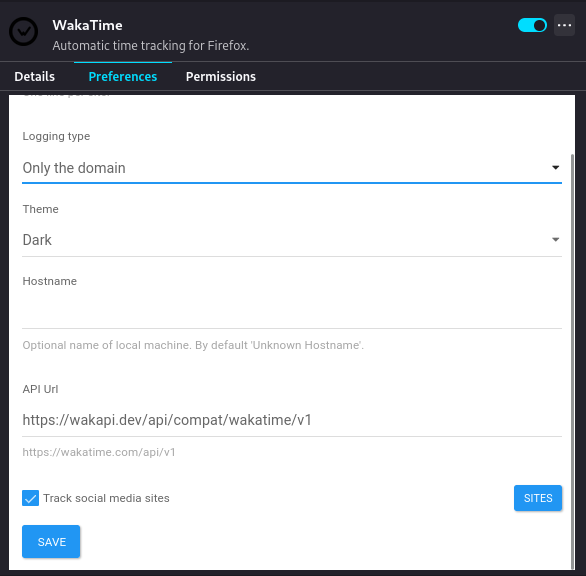 WakaTime
Automatic time tracking for Firefox.
Details Preferences Permissions
Logging type
Only the domain
Theme
Dark
Hostname
Optional name of local machine. By default 'Unknown Hostname'.
API Url
https://wakapi.dev/api/compat/wakatime/v1
https://wakatime.com/api/v1
Track social media sites SITES
SAVE